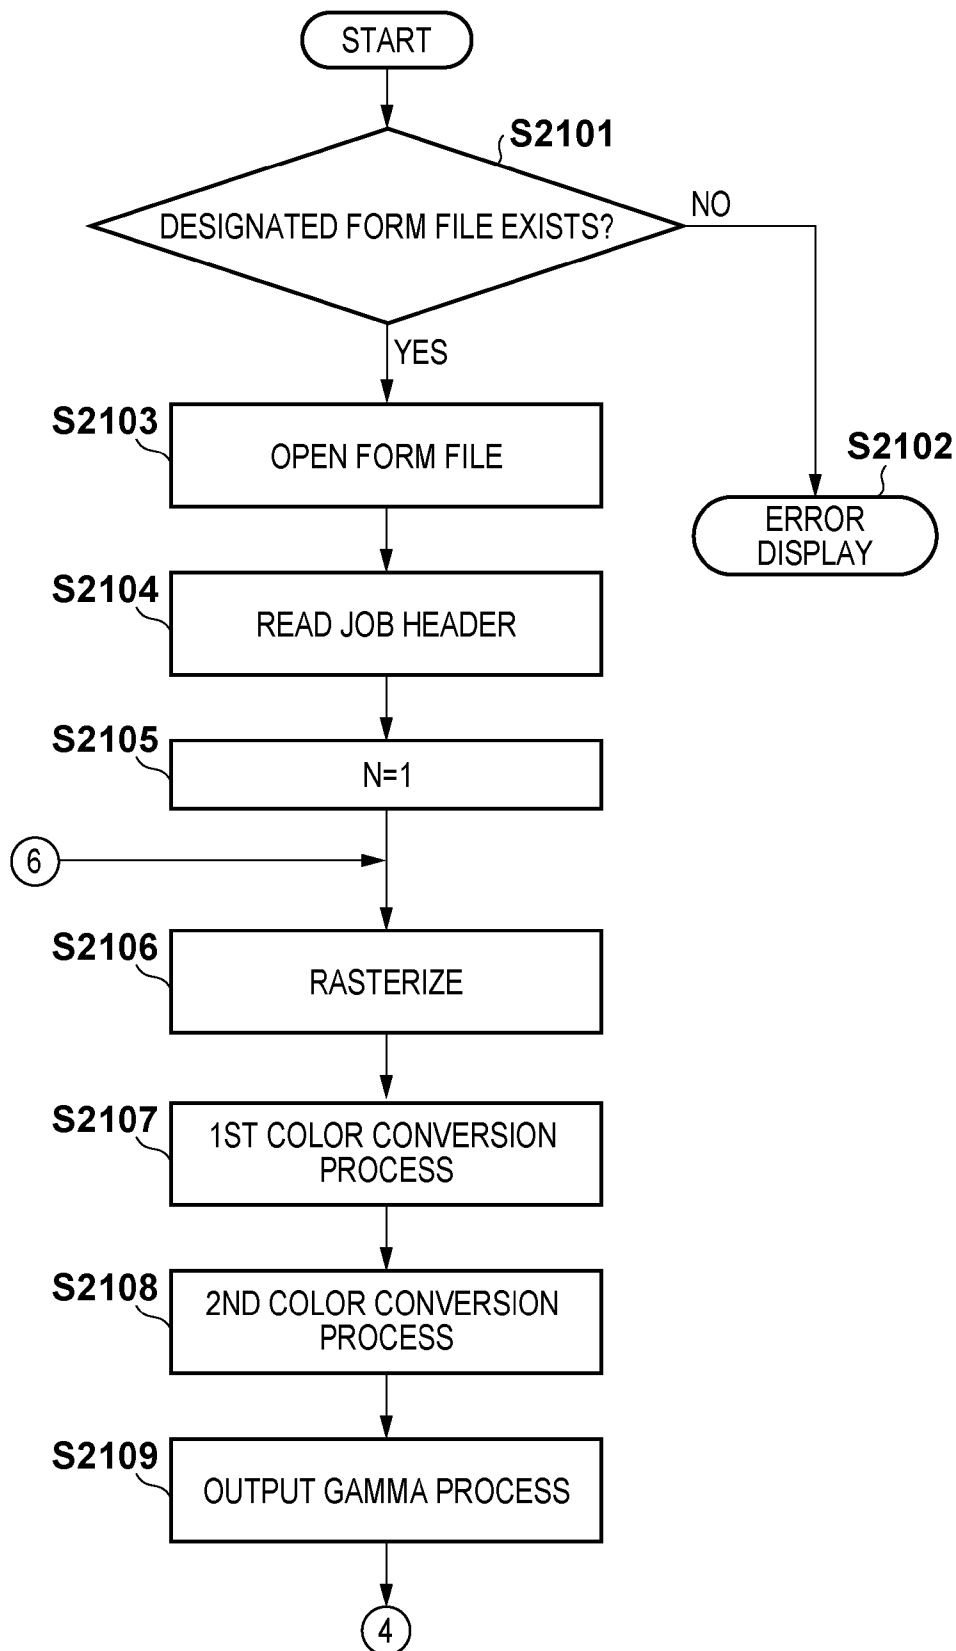 START
S2101
DESIGNATED FORM FILE EXISTS?
NO
YES
S2103
OPEN FORM FILE
S2102
ERROR
DISPLAY
S2104
READ JOB HEADER
S2105
N=1
6
S2106
RASTERIZE
S2107
1ST COLOR CONVERSION
PROCESS
S2108
2ND COLOR CONVERSION
PROCESS
S2109
OUTPUT GAMMA PROCESS
4